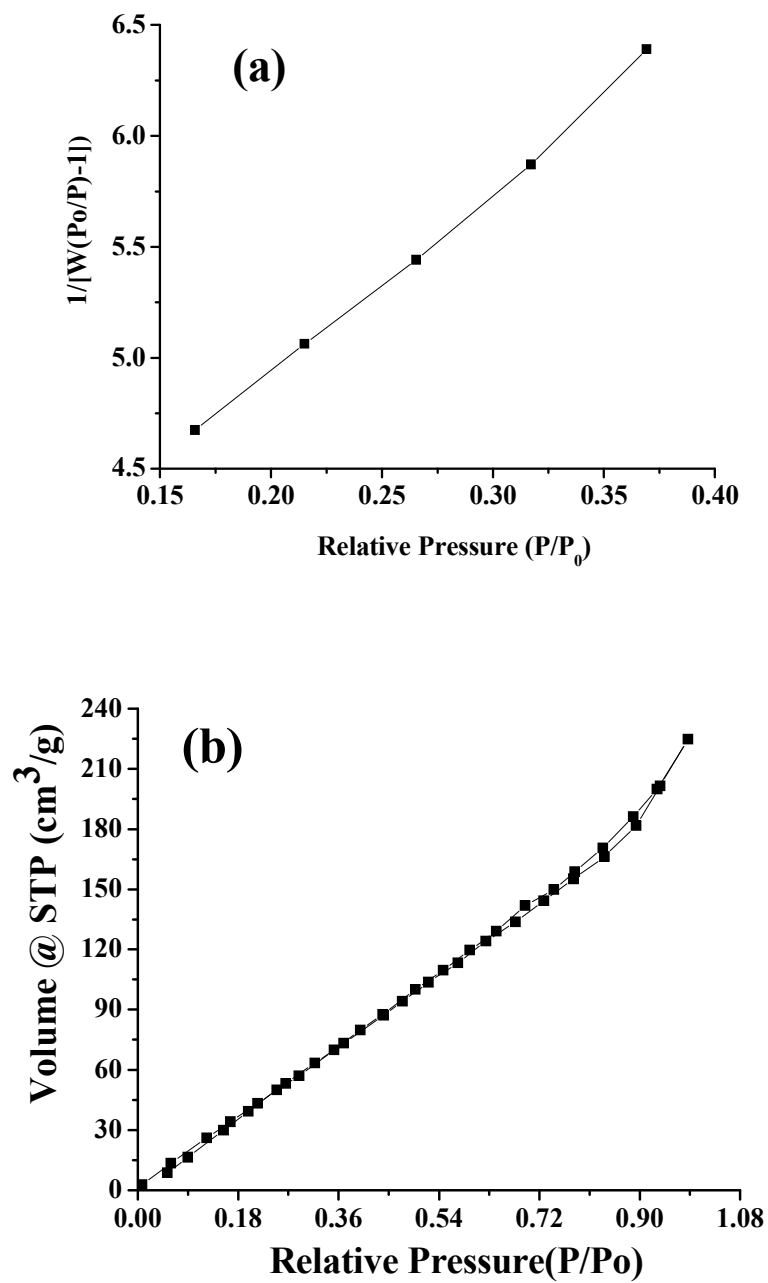 (a)
6.5
6.0
5.5
5.0
4.5
1/[W(Po/P)-1])
0.15 0.20 0.25 0.30 0.35 0.40
Relative Pressure (P/P₀)
(b)
240
210
180
150
120
90
60
30
0
Volume @ STP (cm³/g)
0.00 0.18 0.36 0.54 0.72 0.90 1.08
Relative Pressure(P/Po)